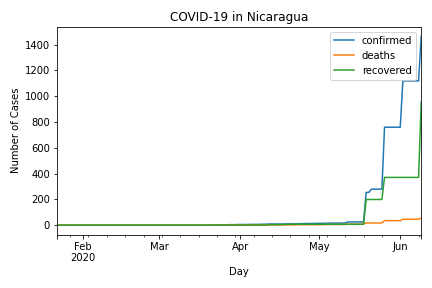 COVID-19 in Nicaragua
confirmed
deaths
recovered
Number of Cases
1400
1200
1000
800
600
400
200
0
Feb
2020
Mar
Apr
May
Jun
Day